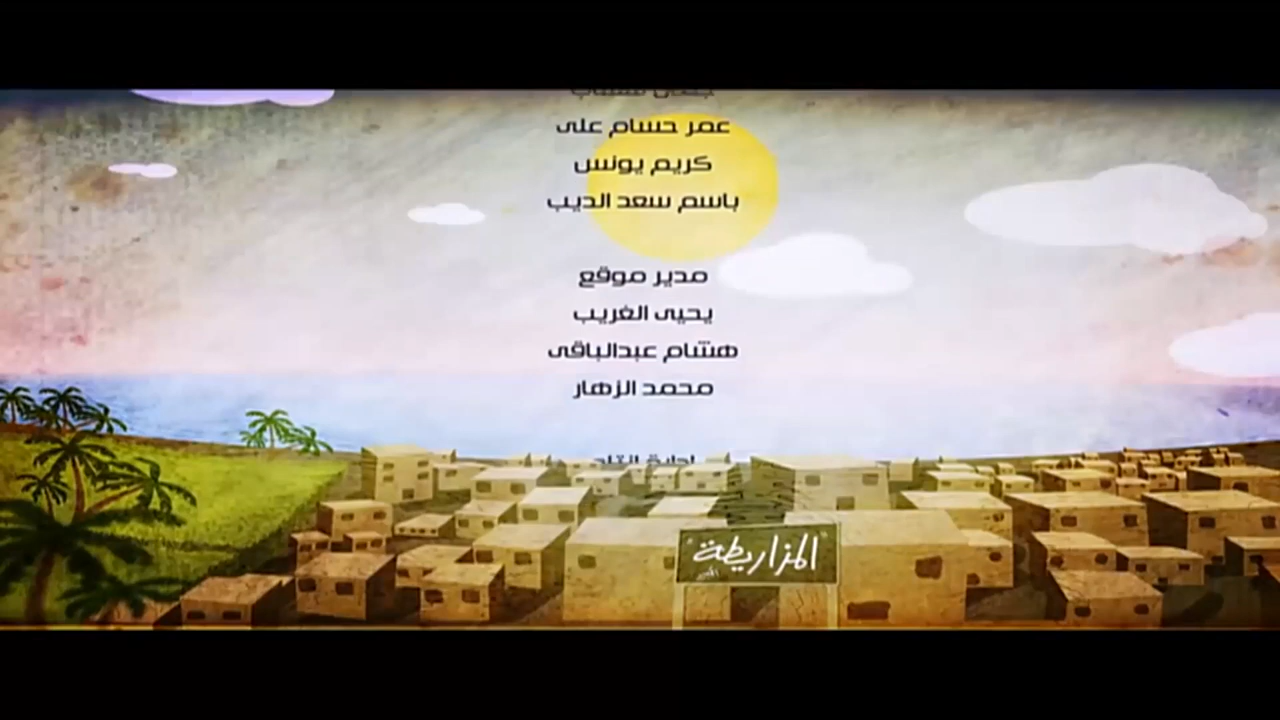 عمر حسام على
كريم يونس
باسم سعد الديب
مدير موقع
يحيى الغريب
هشام عبدالباقى
محمد الزهار
"المزاريطة"